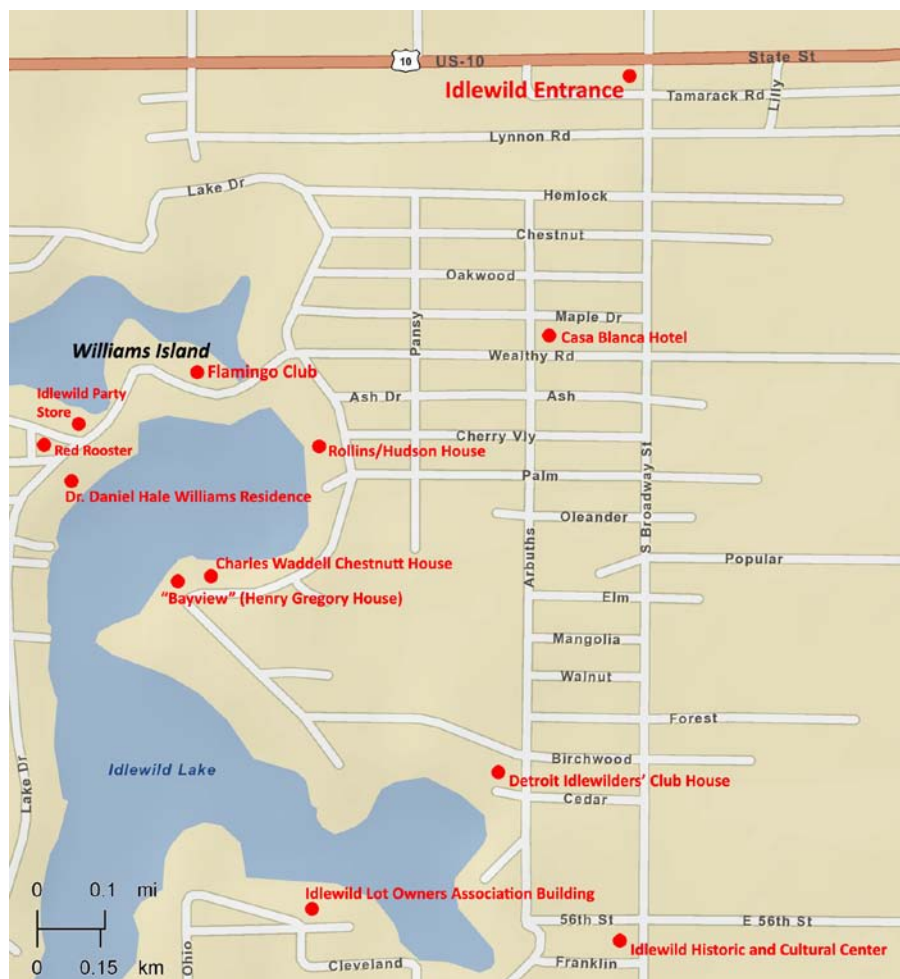 State St
10
US-10
Idlewild Entrance
Tamarack Rd
Lilly
Lynnon Rd
Lake Dr
Hemlock
Chestnut
Oakwood
Maple Dr
Pansy
Casa Blanca Hotel
Williams Island
Wealthy Rd
Flamingo Club
Idlewild Party
Store
Ash Dr
Ash
Cherry Vly
Red Rooster
Rollins/Hudson House
S Broadway St
Palm
Dr. Daniel Hale Williams Residence
Oleander
Arbuths
Popular
Charles Waddell Chestnutt House
"Bayview" (Henry Gregory House)
Elm
Mangolia
Walnut
Forest
Birchwood
Idlewild Lake
Lake Dr
Detroit Idlewilders' Club House
Cedar
0 0.1 mi
Idlewild Lot Owners Association Building
56th St
E 56th St
Idlewild Historic and Cultural Center
0 0.15 km
Ohio
Cleveland
Franklin